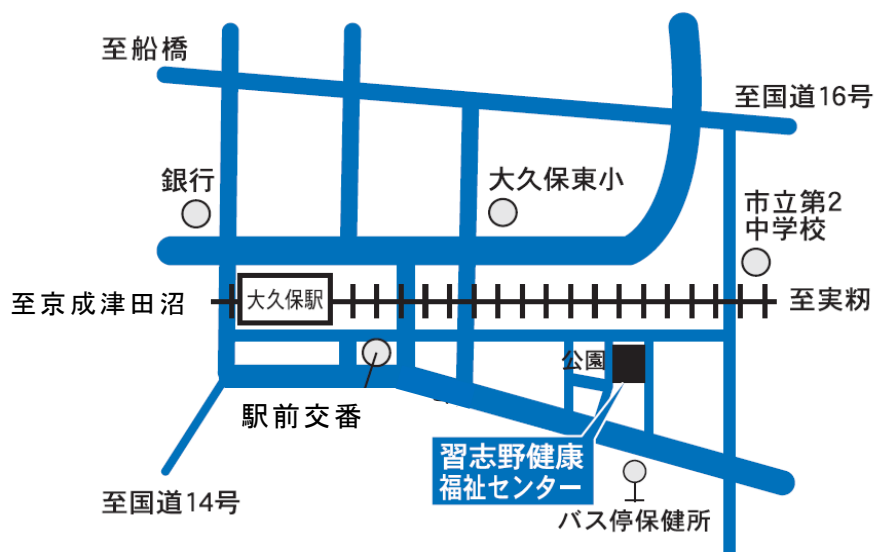 至船橋
至国道16号
銀行
大久保東小
市立第2
中学校
至京成津田沼
大久保駅
至実籾
公園
駅前交番
習志野健康
福祉センター
至国道14号
バス停保健所